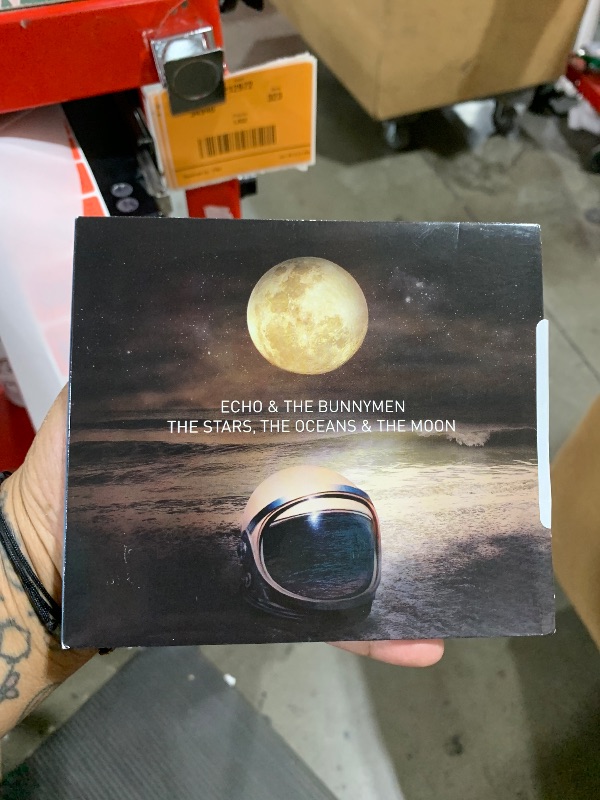 ECHO & THE BUNNYMEN
THE STARS, THE OCEANS & THE MOON